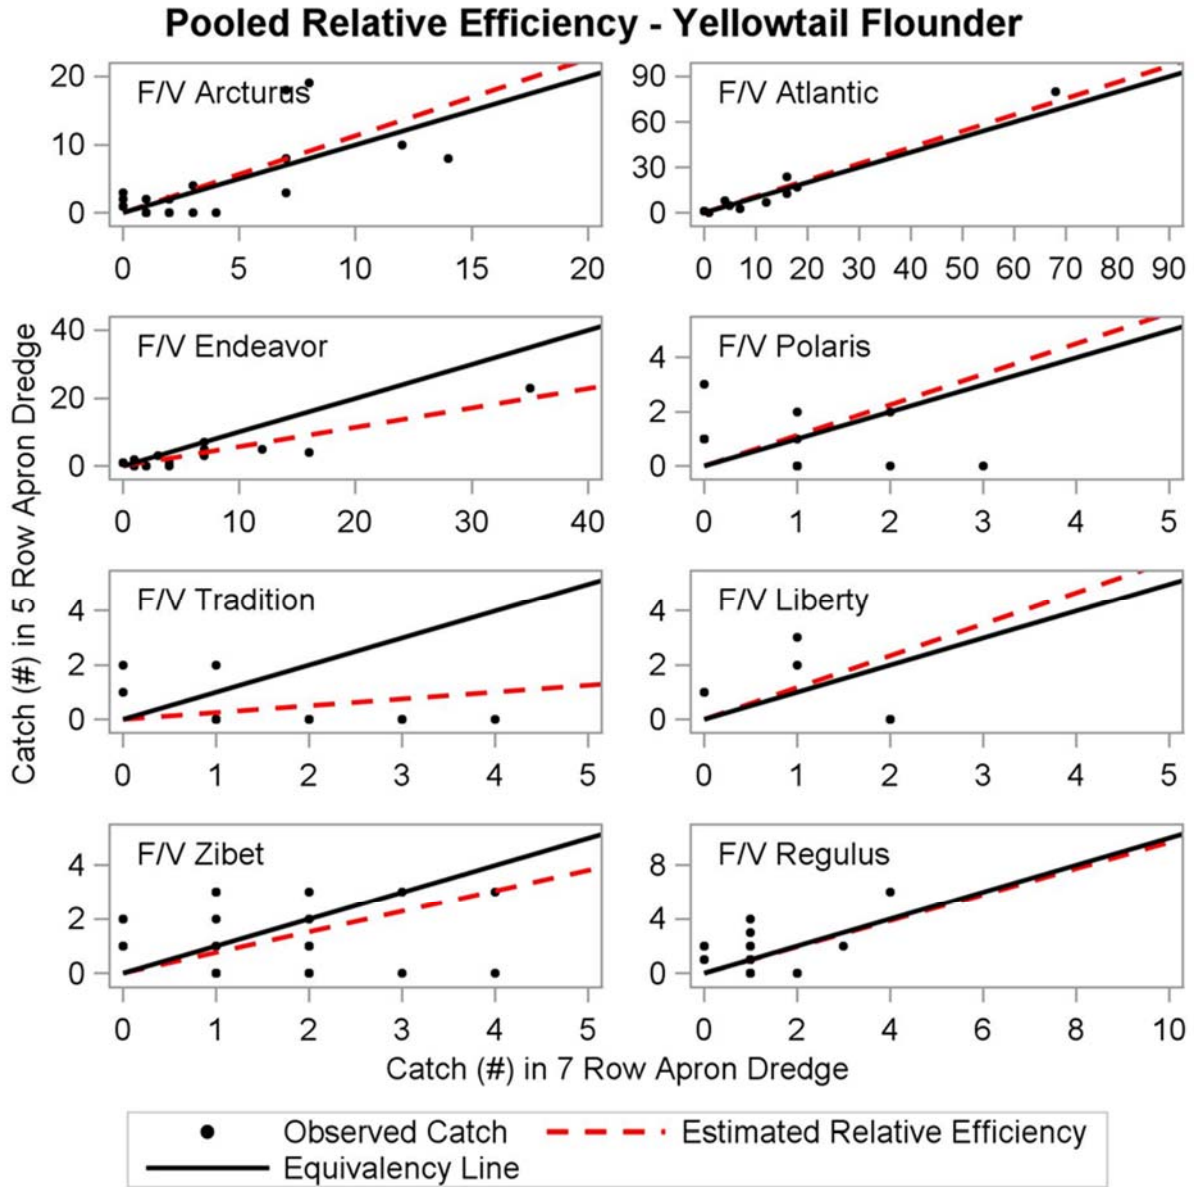 Pooled Relative Efficiency - Yellowtail Flounder
F/V Arcturus
20
10
0
0 5 10 15 20
F/V Atlantic
90
60
30
0
0 10 20 30 40 50 60 70 80 90
F/V Endeavor
40
20
0
0 10 20 30 40
F/V Polaris
4
2
0
0 1 2 3 4 5
F/V Tradition
4
2
0
0 1 2 3 4 5
F/V Liberty
4
2
0
0 1 2 3 4 5
F/V Zibet
4
2
0
0 1 2 3 4 5
F/V Regulus
8
4
0
0 2 4 6 8 10
Catch (#) in 5 Row Apron Dredge
Catch (#) in 7 Row Apron Dredge
Observed Catch
Estimated Relative Efficiency
Equivalency Line